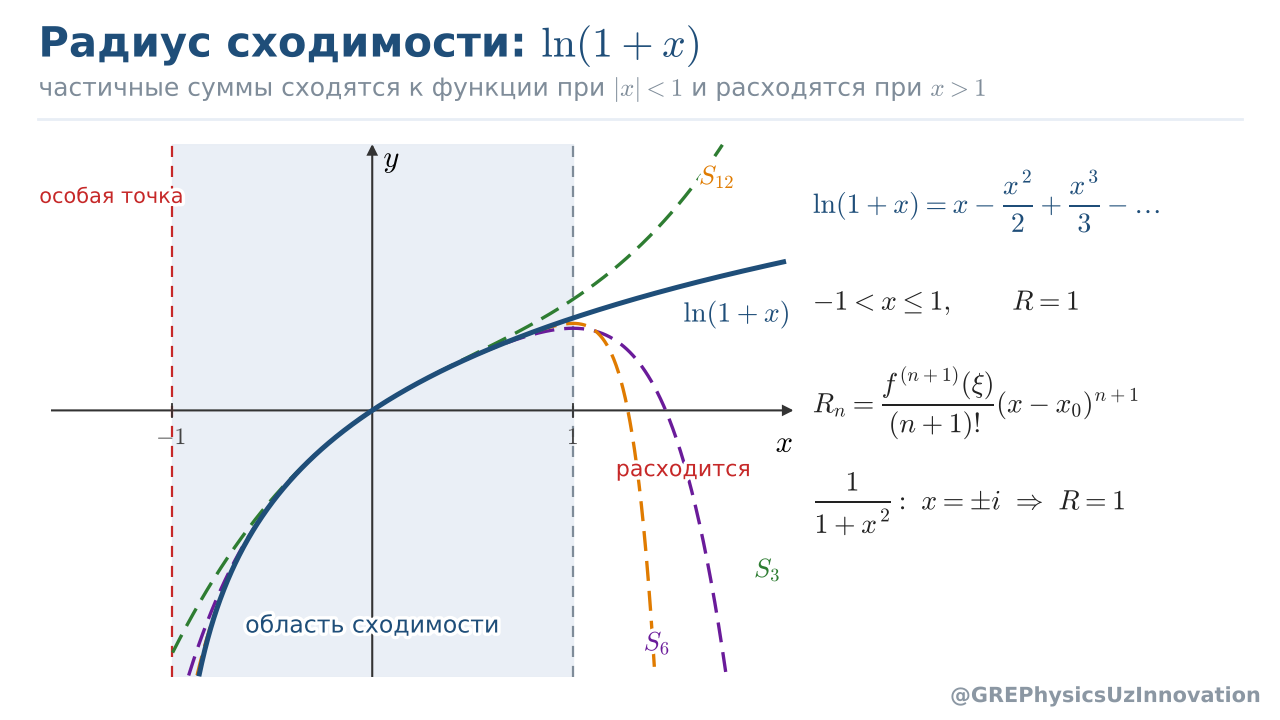 Радиус сходимости: ln(1 + x)
частичные суммы сходятся к функции при |x| < 1 и расходятся при x > 1
y
особая точка
S₁₂
ln(1 + x) = x − x²/2 + x³/3 − …
ln(1 + x)
−1 < x ≤ 1, R = 1
Rₙ = f⁽ⁿ⁺¹⁾(ξ)/(n + 1)! (x − x₀)ⁿ⁺¹
−1
1
x
расходится
1/(1 + x²) : x = ±i ⇒ R = 1
S₃
область сходимости
S₆
@GREPhysicsUzInnovation